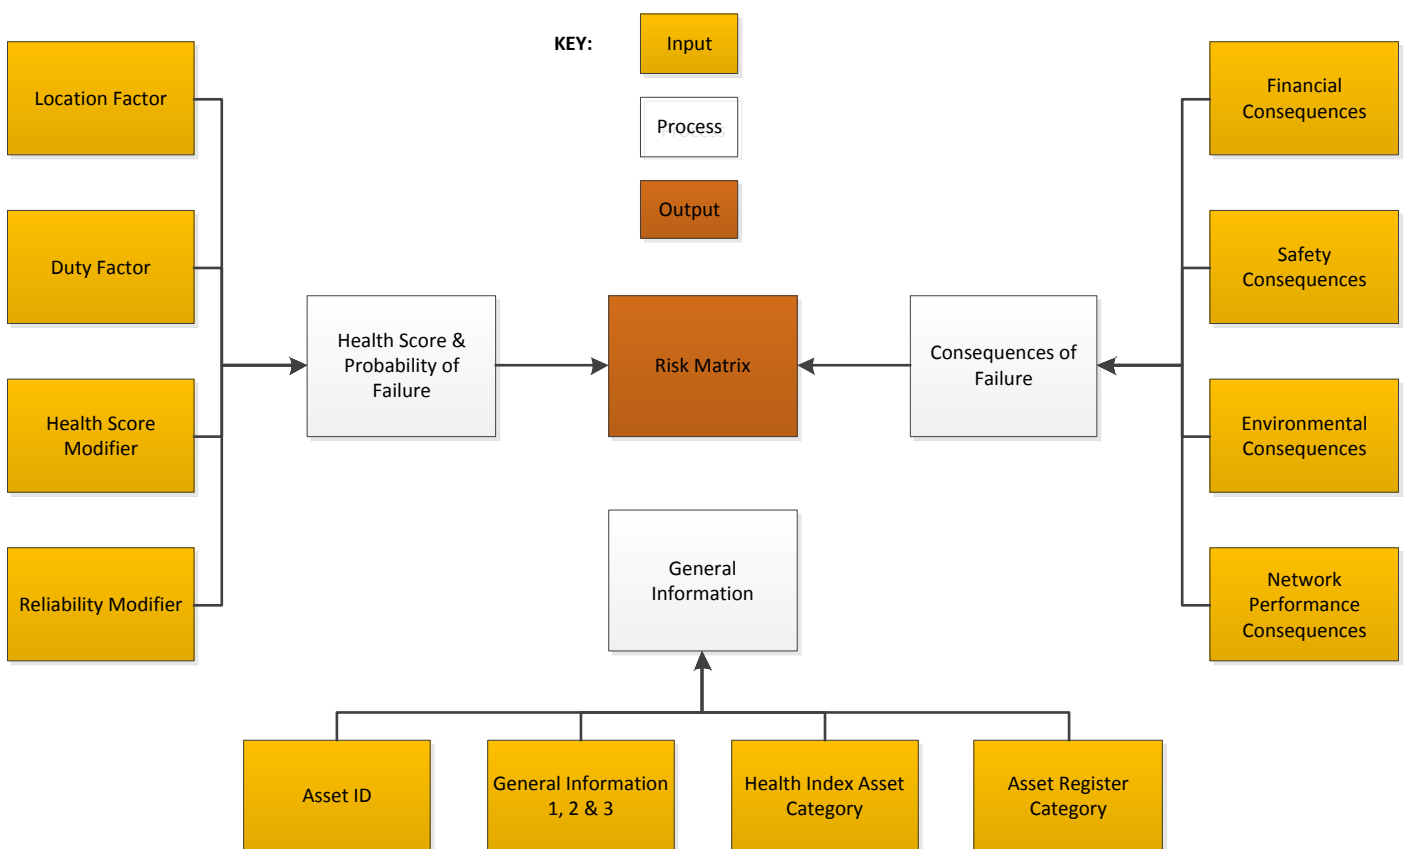 KEY:
Input
Process
Output
Location Factor
Duty Factor
Health Score
Modifier
Reliability Modifier
Health Score &
Probability of
Failure
Risk Matrix
Consequences of
Failure
Financial
Consequences
Safety
Consequences
Environmental
Consequences
Network
Performance
Consequences
General
Information
Asset ID
General Information
1, 2 & 3
Health Index Asset
Category
Asset Register
Category